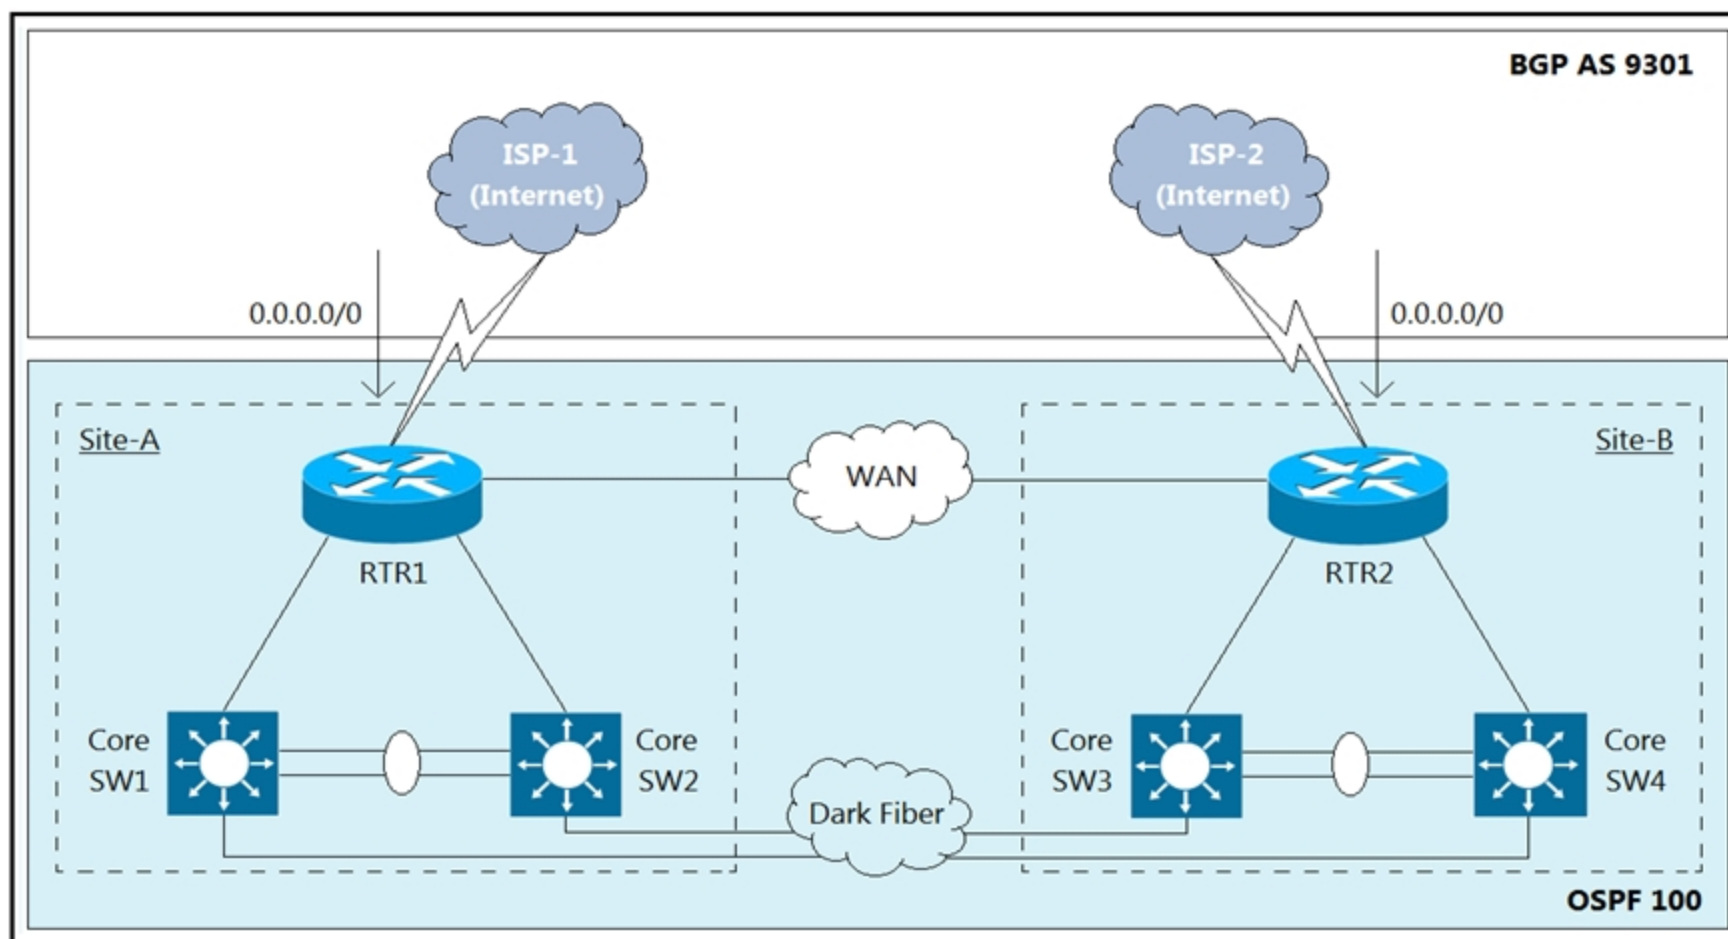 BGP AS 9301
ISP-1
(Internet)
ISP-2
(Internet)
0.0.0.0/0
0.0.0.0/0
Site-A
WAN
Site-B
RTR1
RTR2
Core
SW1
Core
SW2
Core
SW3
Core
SW4
Dark Fiber
OSPF 100